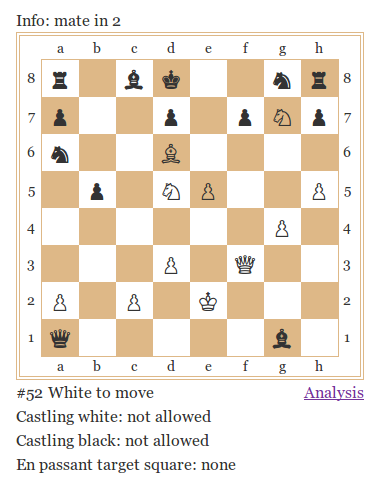 Info: mate in 2
a b c d e f g h
8 8
7 7
6 6
5 5
4 4
3 3
2 2
1 1
a b c d e f g h
#52 White to move Analysis
Castling white: not allowed
Castling black: not allowed
En passant target square: none